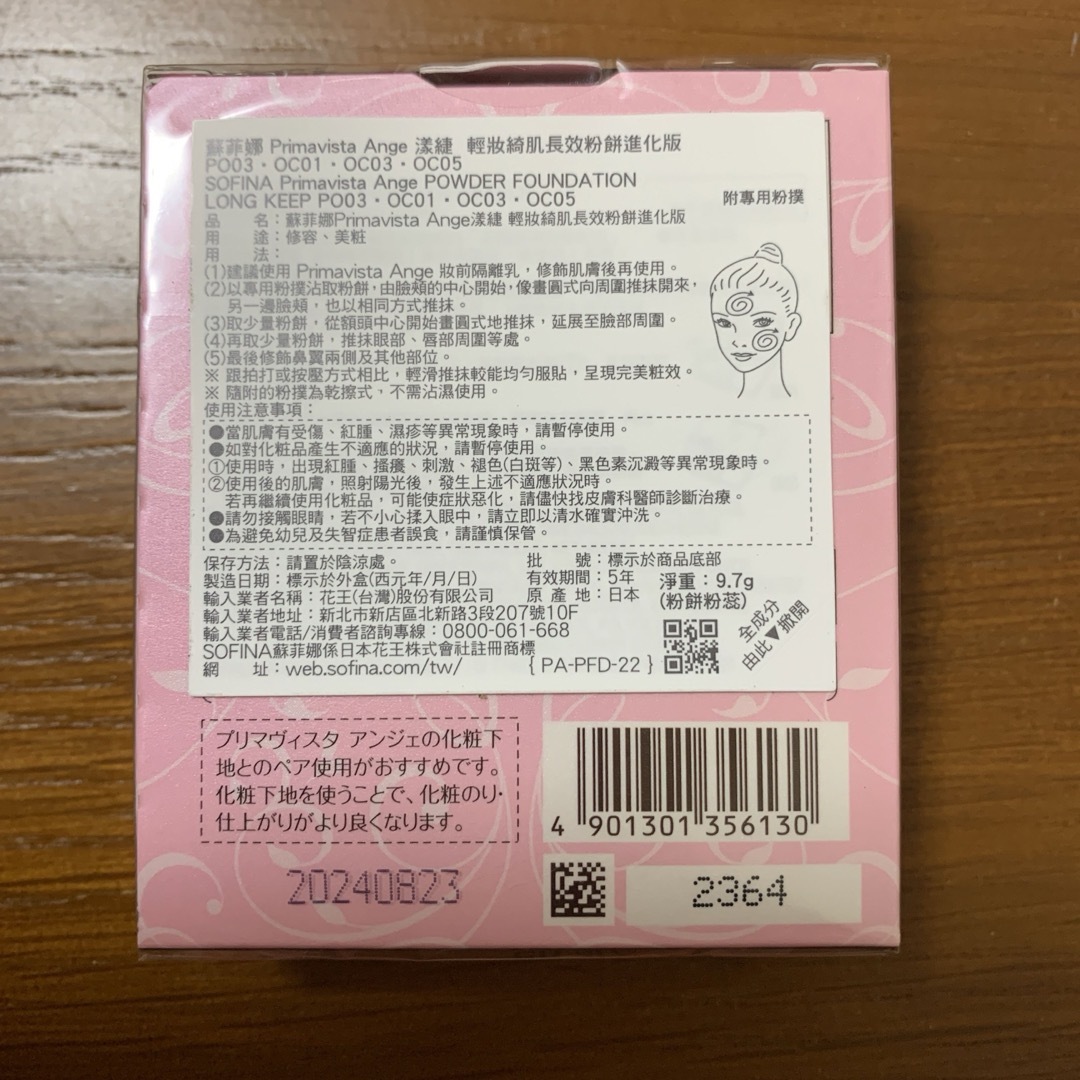 蘇菲娜 Primavista Ange 漾緁 輕妝綺肌長效粉餅進化版
PO03・OC01・OC03・OC05
SOFINA Primavista Ange POWDER FOUNDATION
LONG KEEP PO03・OC01・OC03・OC05
附專用粉撲
品 名：蘇菲娜Primavista Ange漾緁 輕妝綺肌長效粉餅進化版
用 途：修容、美粧
用 法：
(1)建議使用 Primavista Ange 妝前隔離乳，修飾肌膚後再使用。
(2)以專用粉撲沾取粉餅，由臉頰的中心開始，像畫圓式向周圍推抹開來，
另一邊臉頰，也以相同方式推抹。
(3)取少量粉餅，從額頭中心開始畫圓式地推抹，延展至臉部周圍。
(4)再取少量粉餅，推抹眼部、唇部周圍等處。
(5)最後修飾鼻翼兩側及其他部位。
※ 跟拍打或按壓方式相比，輕滑推抹較能均勻服貼，呈現完美粧效。
※ 隨附的粉撲為乾擦式，不需沾濕使用。
使用注意事項：
●當肌膚有受傷、紅腫、濕疹等異常現象時，請暫停使用。
●如對化粧品產生不適應的狀況，請暫停使用。
①使用時，出現紅腫、搔癢、刺激、褪色(白斑等)、黑色素沉澱等異常現象時。
②使用後的肌膚，照射陽光後，發生上述不適應狀況時。
若再繼續使用化粧品，可能使症狀惡化，請儘快找皮膚科醫師診斷治療。
●請勿接觸眼睛，若不小心揉入眼中，請立即以清水確實沖洗。
●為避免幼兒及失智症患者誤食，請謹慎保管。
保存方法：請置於陰涼處。 批 號：標示於商品底部
製造日期：標示於外盒(西元年/月/日) 有效期間：5年 淨重：9.7g
輸入業者名稱：花王(台灣)股份有限公司 原 產 地：日本 (粉餅粉蕊)
輸入業者地址：新北市新店區北新路3段207號10F
輸入業者電話/消費者諮詢專線：0800-061-668
SOFINA蘇菲娜係日本花王株式會社註冊商標
網 址：web.sofina.com/tw/ { PA-PFD-22 }
全成分
由此▼掀開
プリマヴィスタ アンジェの化粧下
地とのペア使用がおすすめです。
化粧下地を使うことで、化粧のり・
仕上がりがより良くなります。
4 901301 356130
20240823
2364